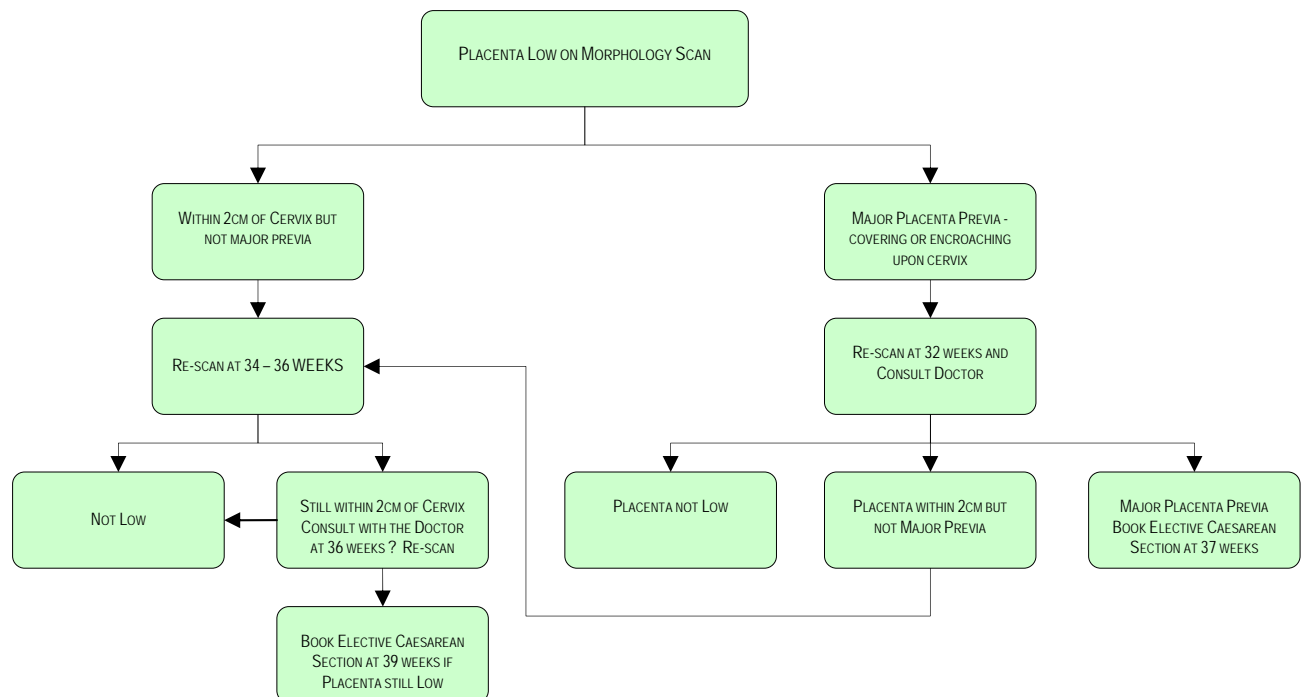 PLACENTA LOW ON MORPHOLOGY SCAN
WITHIN 2CM OF CERVIX BUT
NOT MAJOR PREVIA
MAJOR PLACENTA PREVIA -
COVERING OR ENCROACHING
UPON CERVIX
RE-SCAN AT 34 – 36 WEEKS
RE-SCAN AT 32 WEEKS AND
CONSULT DOCTOR
NOT LOW
STILL WITHIN 2CM OF CERVIX
CONSULT WITH THE DOCTOR
AT 36 WEEKS ? RE-SCAN
PLACENTA NOT LOW
PLACENTA WITHIN 2CM BUT
NOT MAJOR PREVIA
MAJOR PLACENTA PREVIA
BOOK ELECTIVE CAESAREAN
SECTION AT 37 WEEKS
BOOK ELECTIVE CAESAREAN
SECTION AT 39 WEEKS IF
PLACENTA STILL LOW